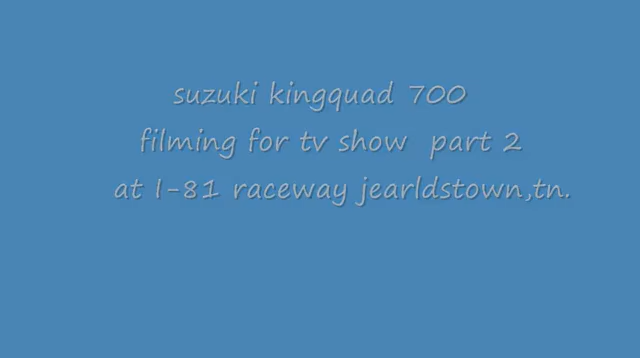 suzuki kingquad 700
filming for tv show part 2
at I-81 raceway jearldstown,tn.